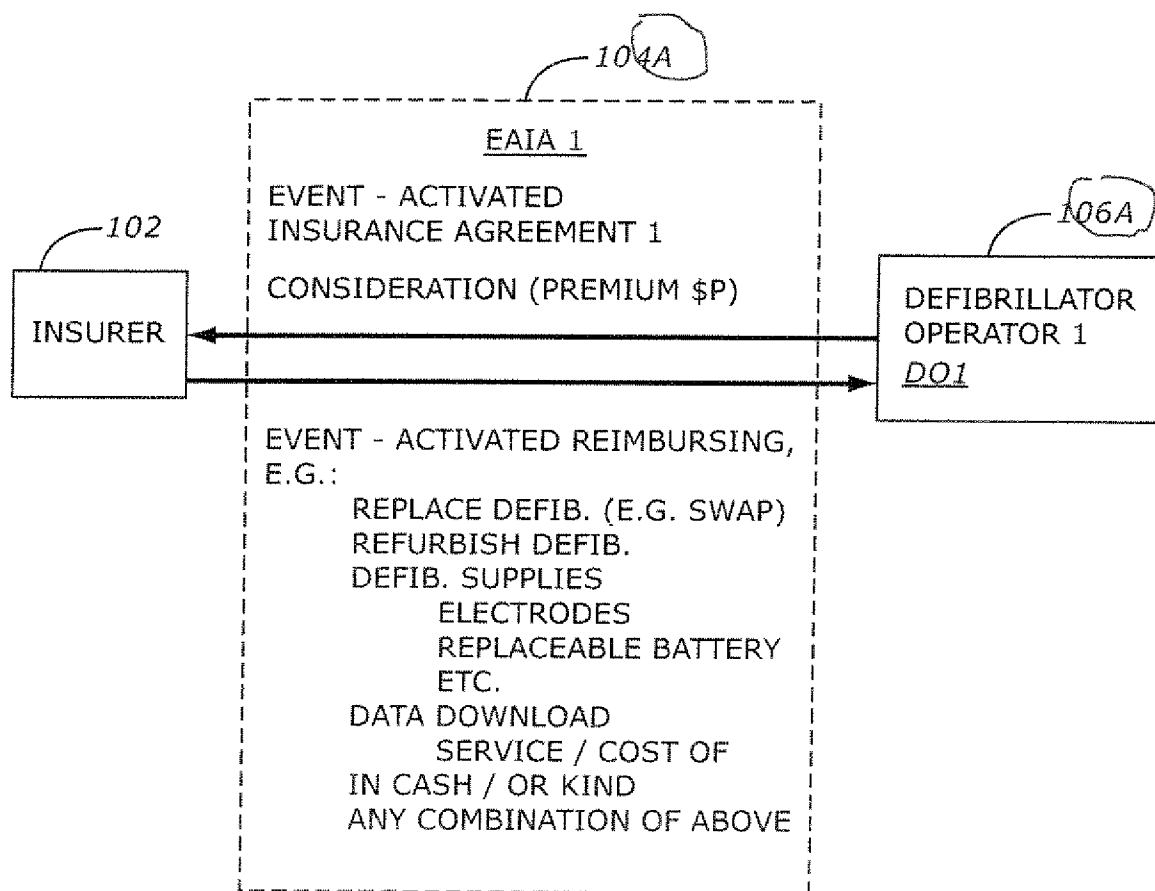 104A
EAIA 1
EVENT - ACTIVATED
INSURANCE AGREEMENT 1
102
106A
CONSIDERATION (PREMIUM $P)
INSURER
DEFIBRILLATOR
OPERATOR 1
DO1
EVENT - ACTIVATED REIMBURSING,
E.G.:
REPLACE DEFIB. (E.G. SWAP)
REFURBISH DEFIB.
DEFIB. SUPPLIES
ELECTRODES
REPLACEABLE BATTERY
ETC.
DATA DOWNLOAD
SERVICE / COST OF
IN CASH / OR KIND
ANY COMBINATION OF ABOVE